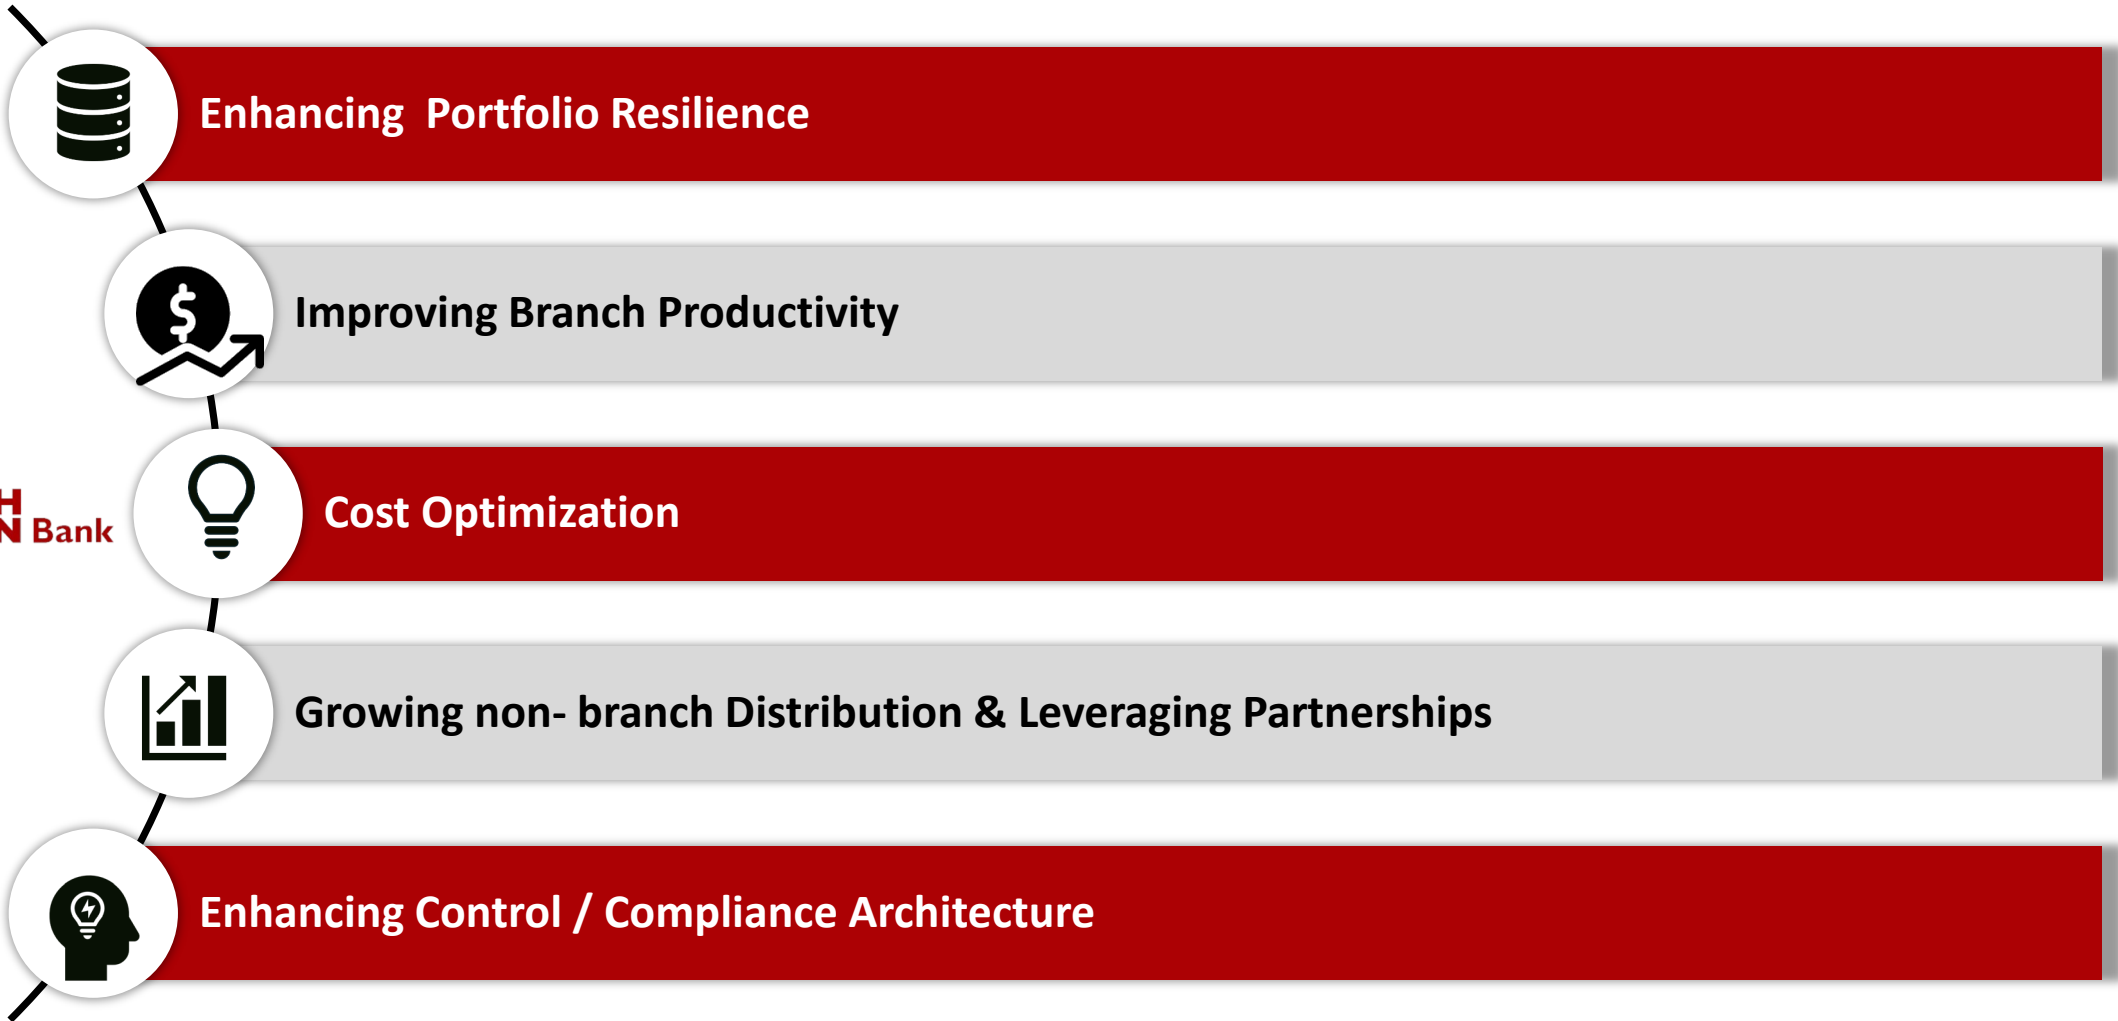 Enhancing  Portfolio Resilience
Improving Branch Productivity
H
N Bank
Cost Optimization
Growing non- branch Distribution & Leveraging Partnerships
Enhancing Control / Compliance Architecture